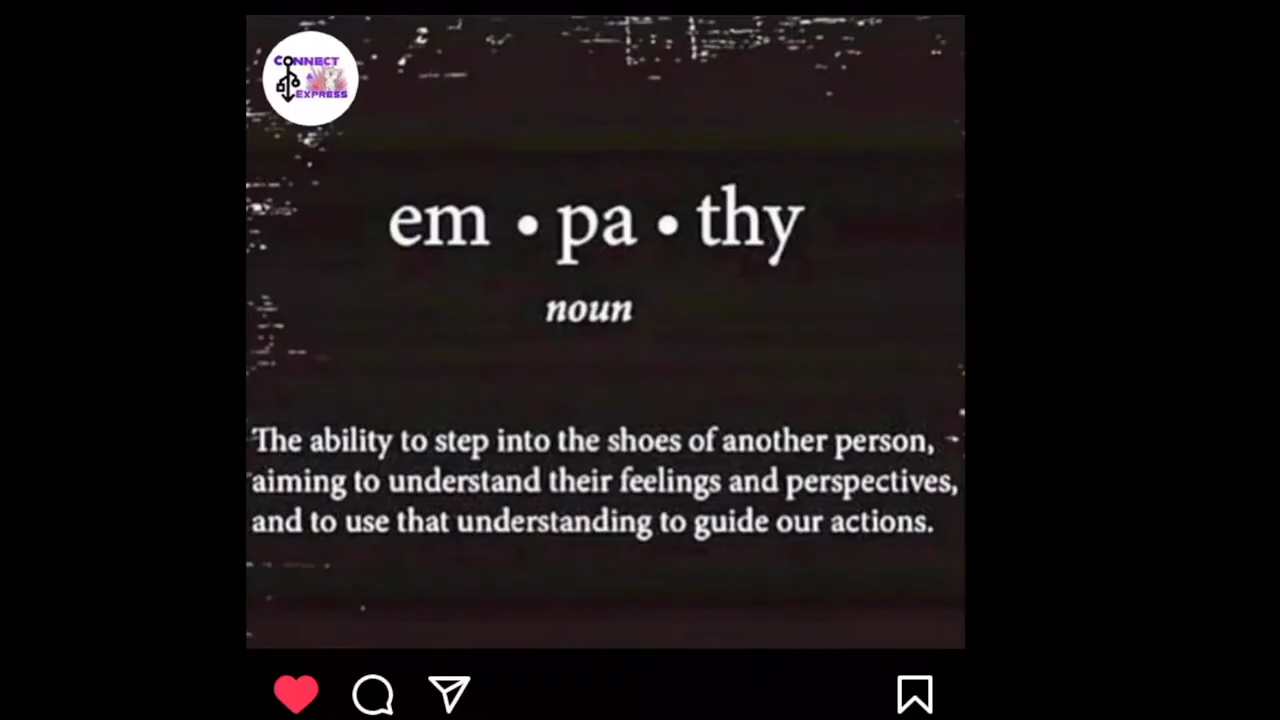 CONNECT
EXPRESS
em • pa • thy
noun
The ability to step into the shoes of another person,
aiming to understand their feelings and perspectives,
and to use that understanding to guide our actions.